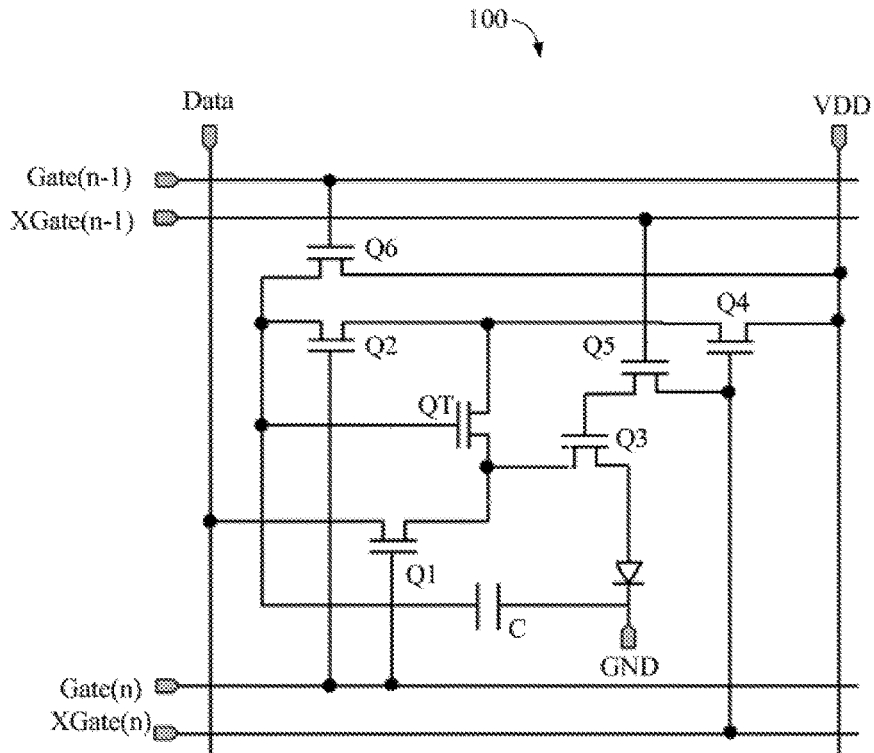 100
Data
VDD
Gate(n-1)
XGate(n-1)
Q6
Q4
Q2
Q5
QT
Q3
Q1
C
GND
Gate(n)
XGate(n)